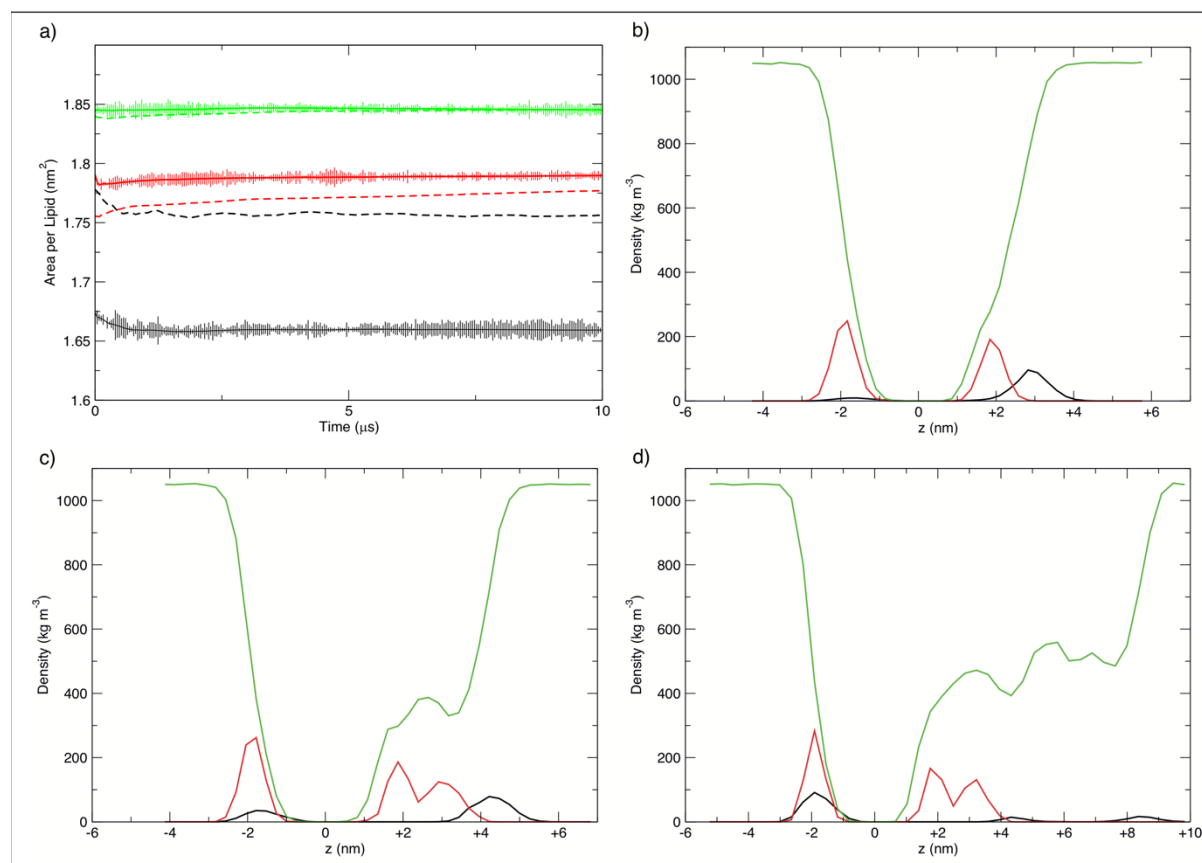 a)
1.85
1.8
1.75
1.7
1.65
1.6
Area per Lipid (nm²)
0 5 10
Time (μs)
b)
1000
800
600
400
200
0
Density (kg m⁻³)
-6 -4 -2 0 +2 +4 +6
z (nm)
c)
1000
800
600
400
200
0
Density (kg m⁻³)
-6 -4 -2 0 +2 +4 +6
z (nm)
d)
1000
800
600
400
200
0
Density (kg m⁻³)
-6 -4 -2 0 +2 +4 +6 +8 +10
z (nm)